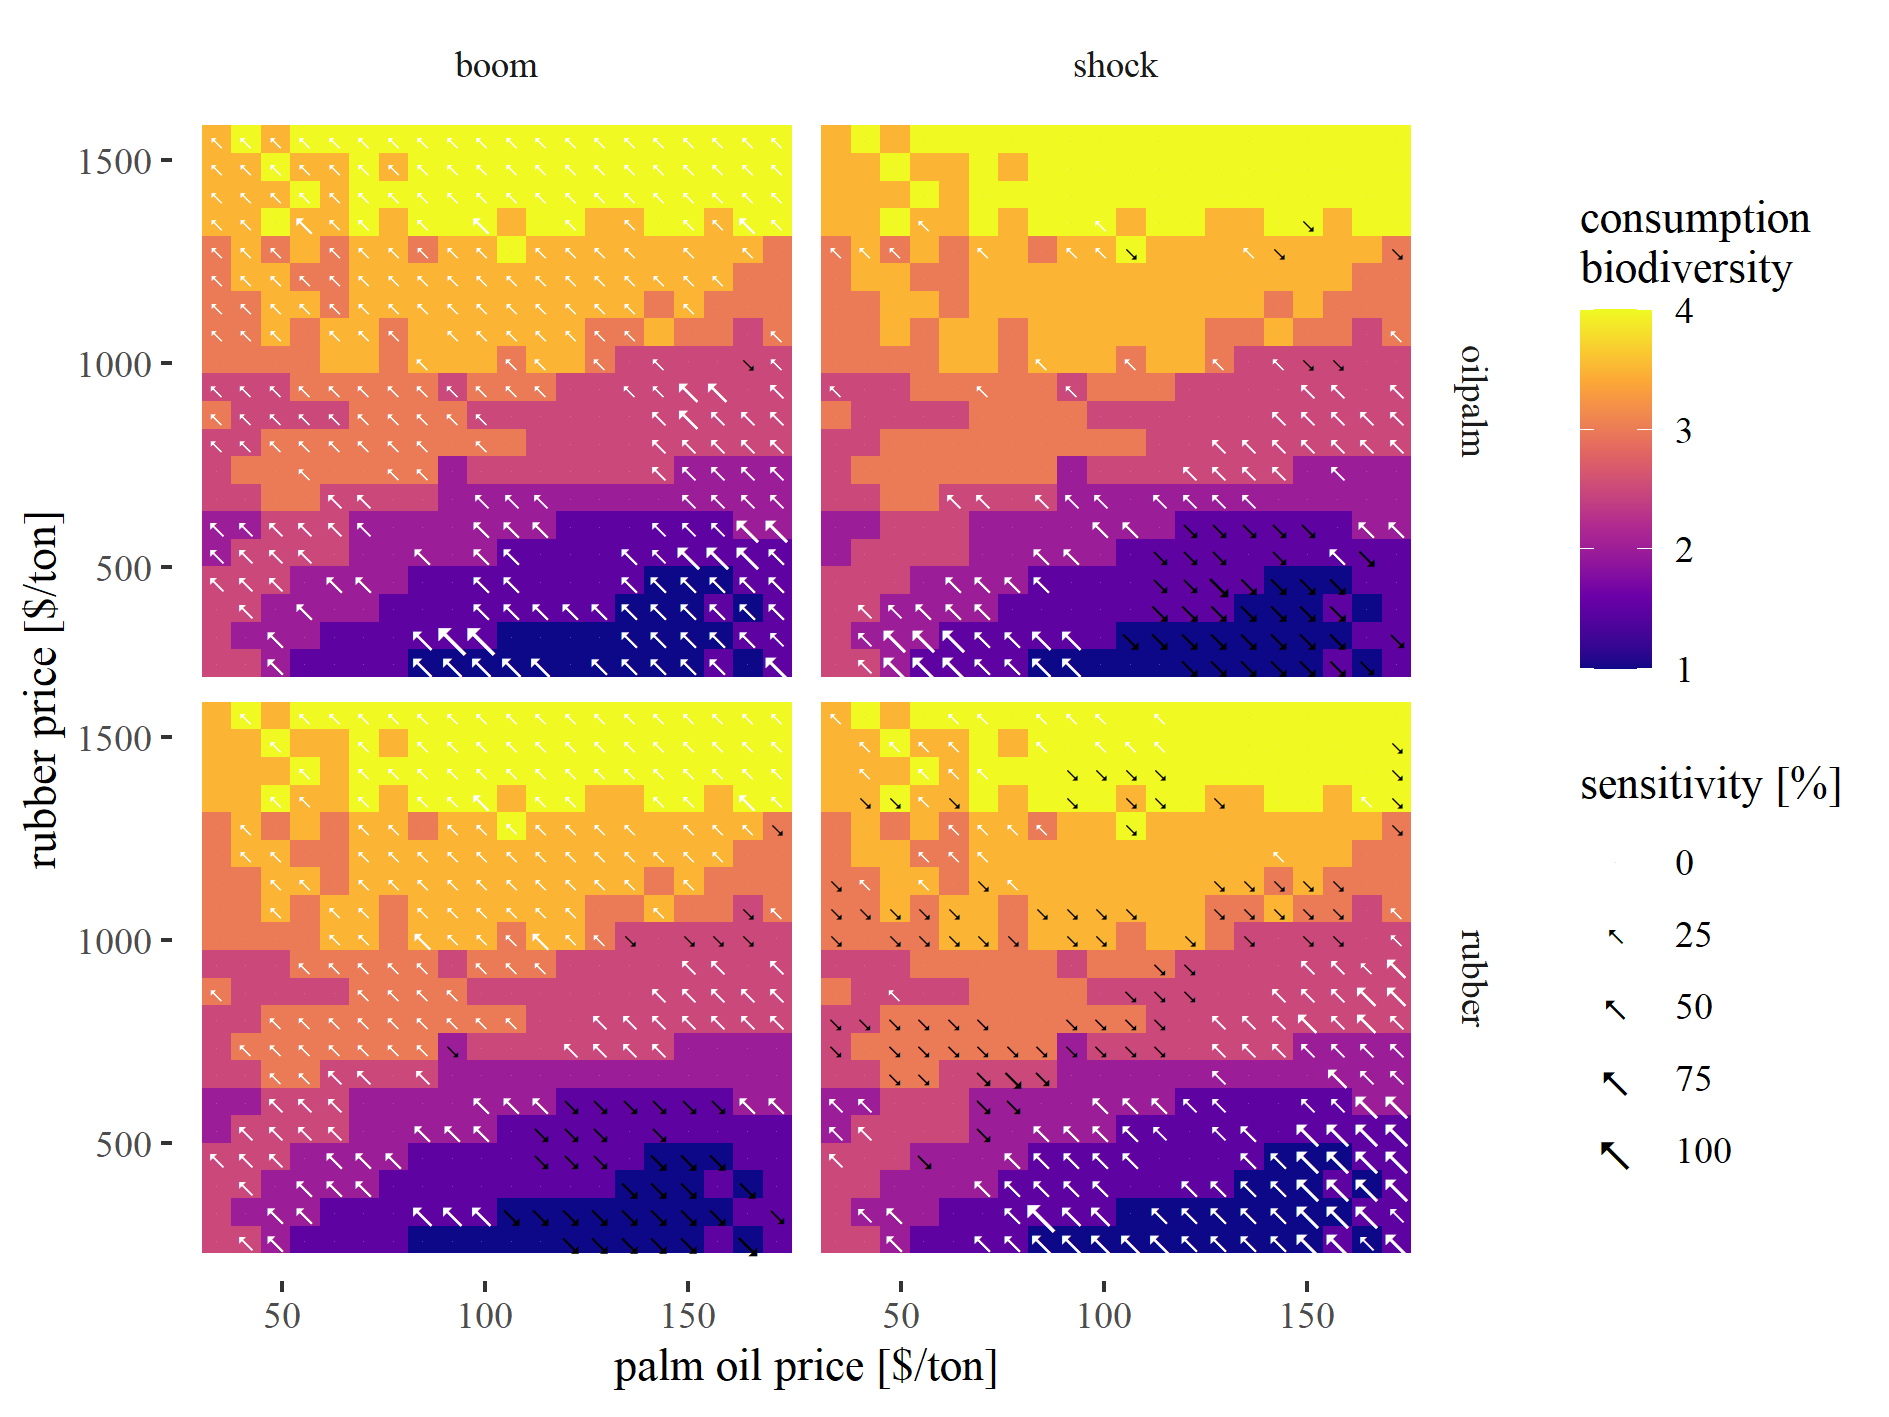 boom
shock
1500
1000
500
oilpalm
1500
1000
500
rubber
rubber price [$/ton]
50
100
150
50
100
150
palm oil price [$/ton]
consumption
biodiversity
4
3
2
1
sensitivity [%]
0
25
50
75
100